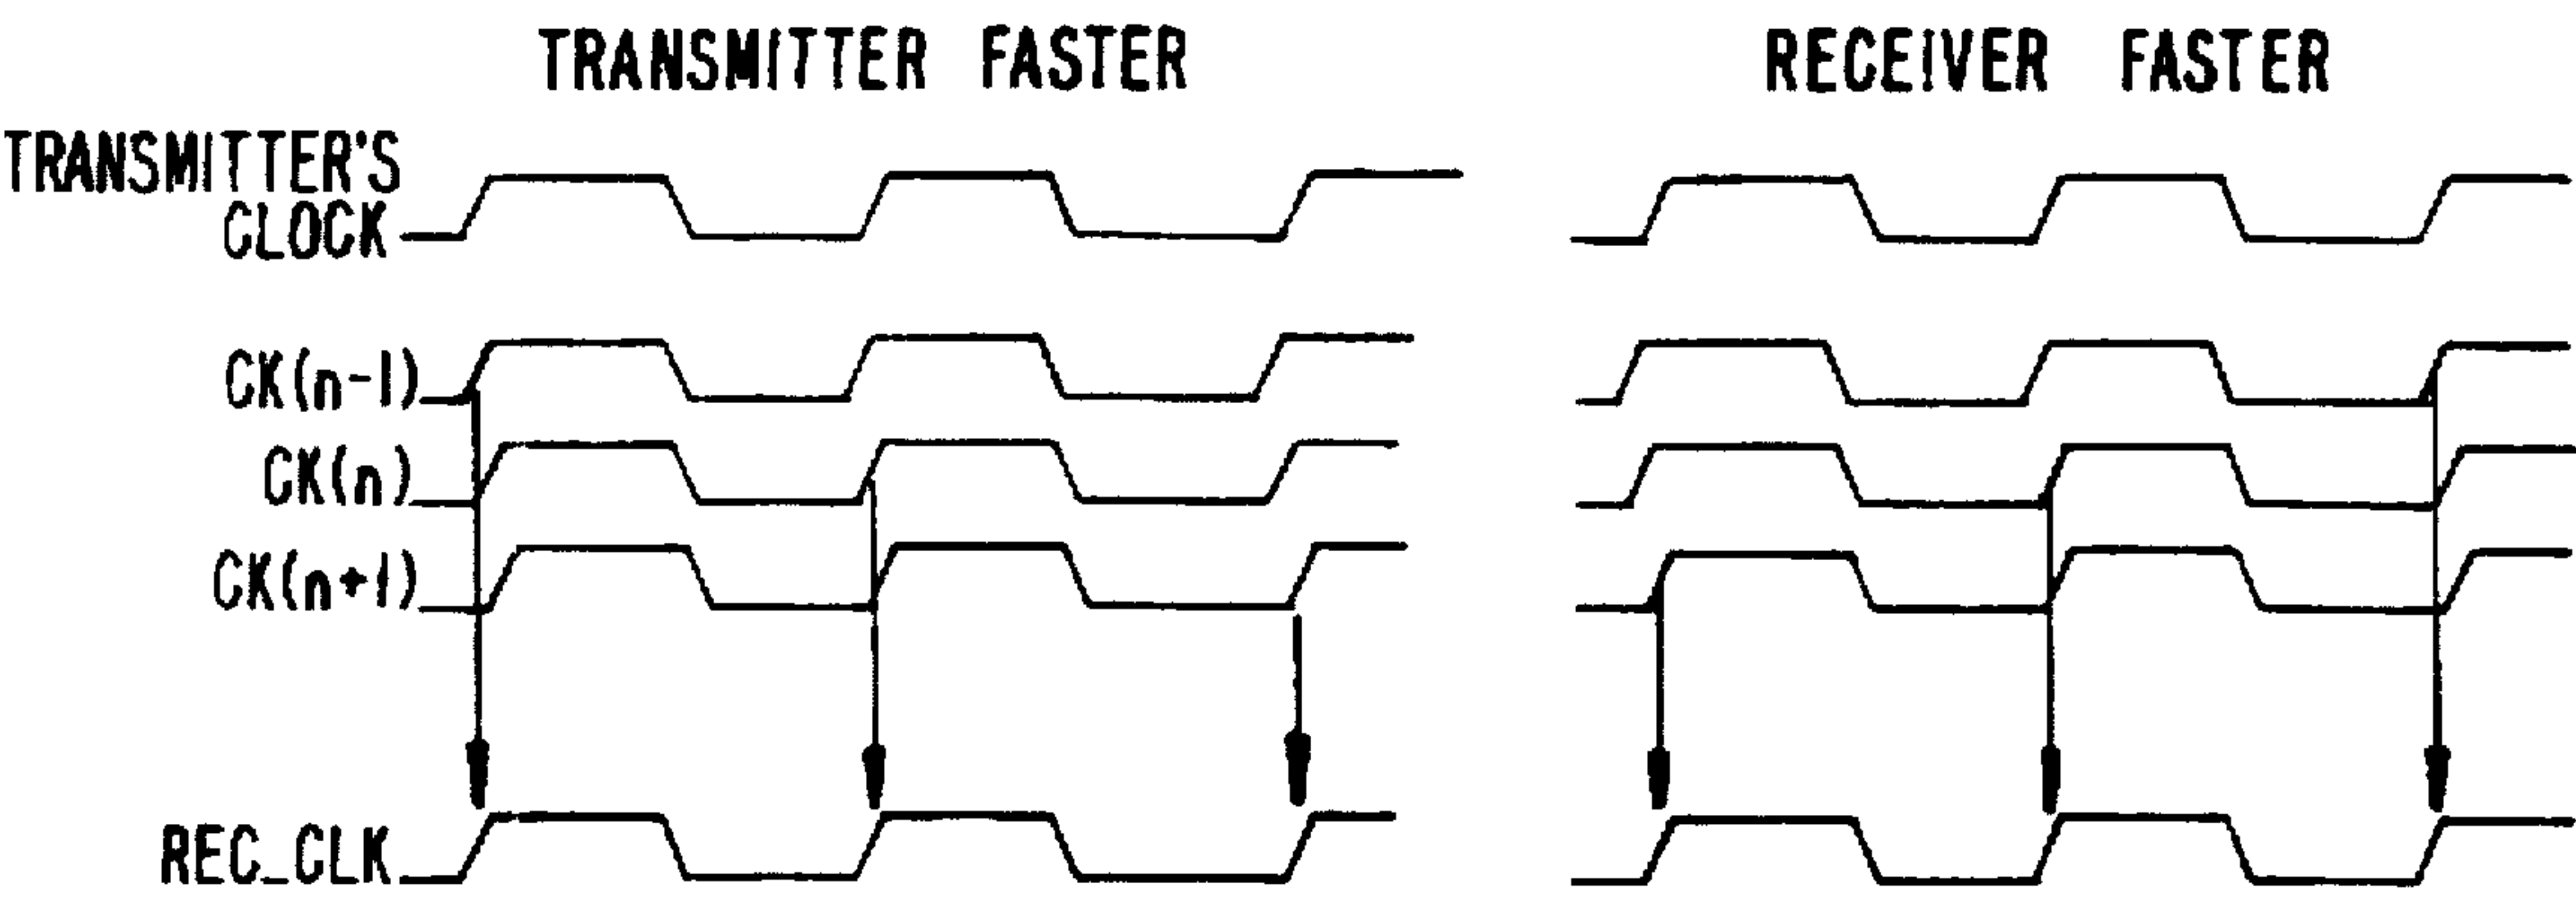 TRANSMITTER FASTER
RECEIVER FASTER
TRANSMITTER'S
CLOCK
CK(n-1)
CK(n)
CK(n+1)
REC_CLK